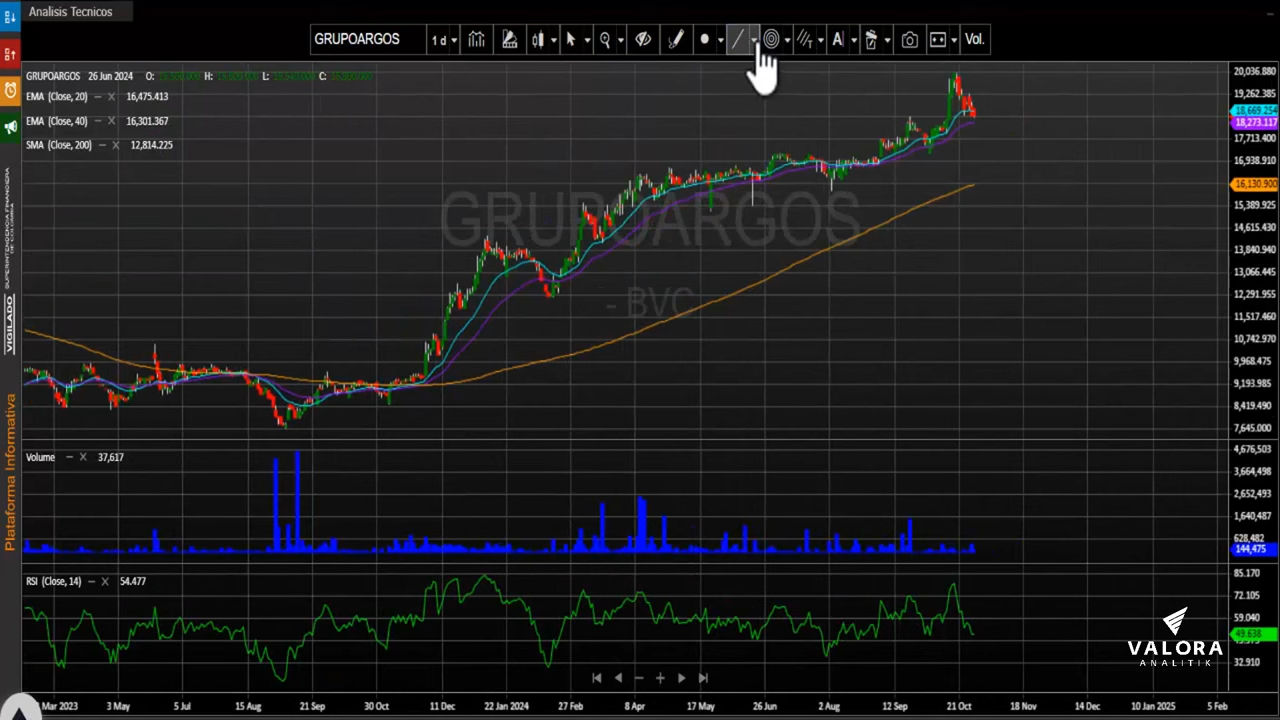 Analisis Tecnicos
GRUPOARGOS 1 d A Vol.
GRUPOARGOS 26 Jun 2024 O: H: L: C:
EMA (Close, 20) – X 16,475.413
EMA (Close, 40) – X 16,301.367
SMA (Close, 200) – X 12,814.225
20,036.880
19,262.385
18,669.254
18,273.117
17,713.400
16,938.910
16,130.900
15,389.925
14,615.430
13,840.940
13,066.445
12,291.955
11,517.460
10,742.970
9,968.475
9,193.985
8,419.490
7,645.000
GRUPOARGOS
- BVC
Volume – X 37,617
4,676,503
3,664,498
2,652,493
1,640,487
628,482
144,475
RSI (Close, 14) – X 54.477
85.170
72.105
59.040
49.638
32.910
Mar 2023 3 May 5 Jul 15 Aug 21 Sep 30 Oct 11 Dec 22 Jan 2024 27 Feb 8 Apr 17 May 26 Jun 2 Aug 12 Sep 21 Oct 18 Nov 14 Dec 10 Jan 2025 5 Feb
VALORA
ANALITIK
SUPERINTENDENCIA FINANCIERA
DE COLOMBIA
VIGILADO
Plataforma Informativa